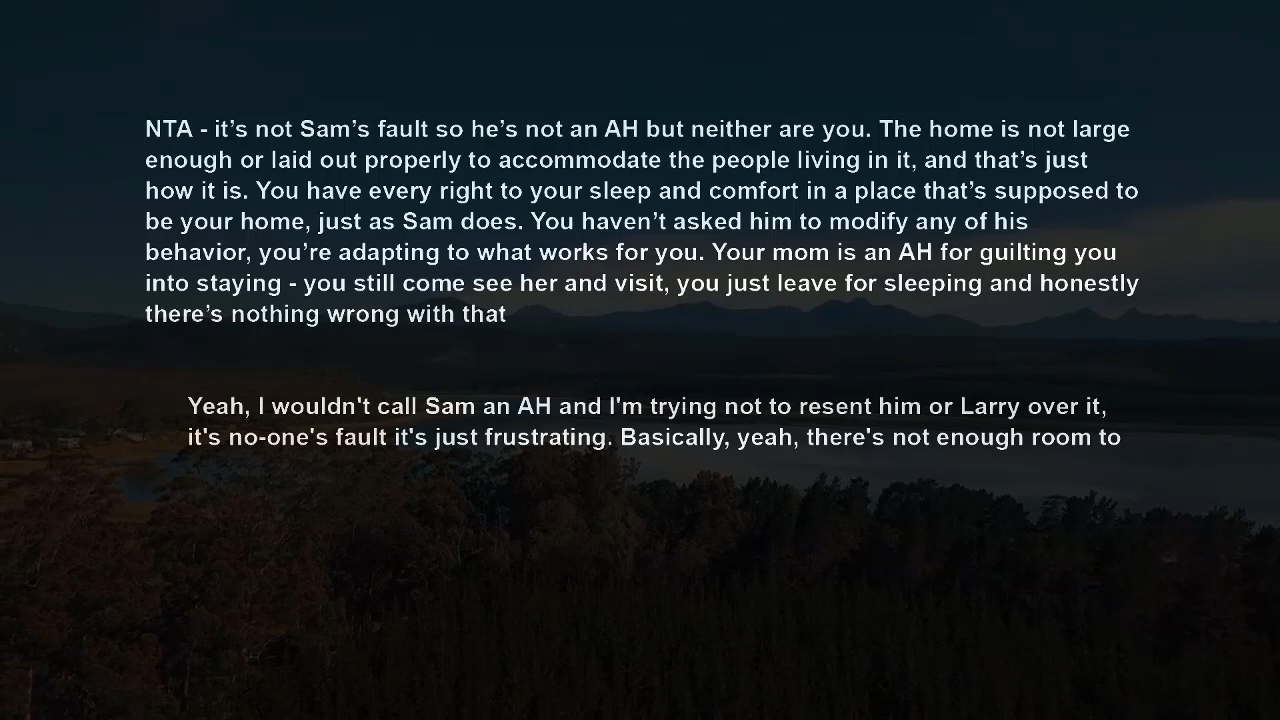 NTA - it’s not Sam’s fault so he’s not an AH but neither are you. The home is not large
enough or laid out properly to accommodate the people living in it, and that’s just
how it is. You have every right to your sleep and comfort in a place that’s supposed to
be your home, just as Sam does. You haven’t asked him to modify any of his
behavior, you’re adapting to what works for you. Your mom is an AH for guilting you
into staying - you still come see her and visit, you just leave for sleeping and honestly
there’s nothing wrong with that
Yeah, I wouldn't call Sam an AH and I'm trying not to resent him or Larry over it,
it's no-one's fault it's just frustrating. Basically, yeah, there's not enough room to